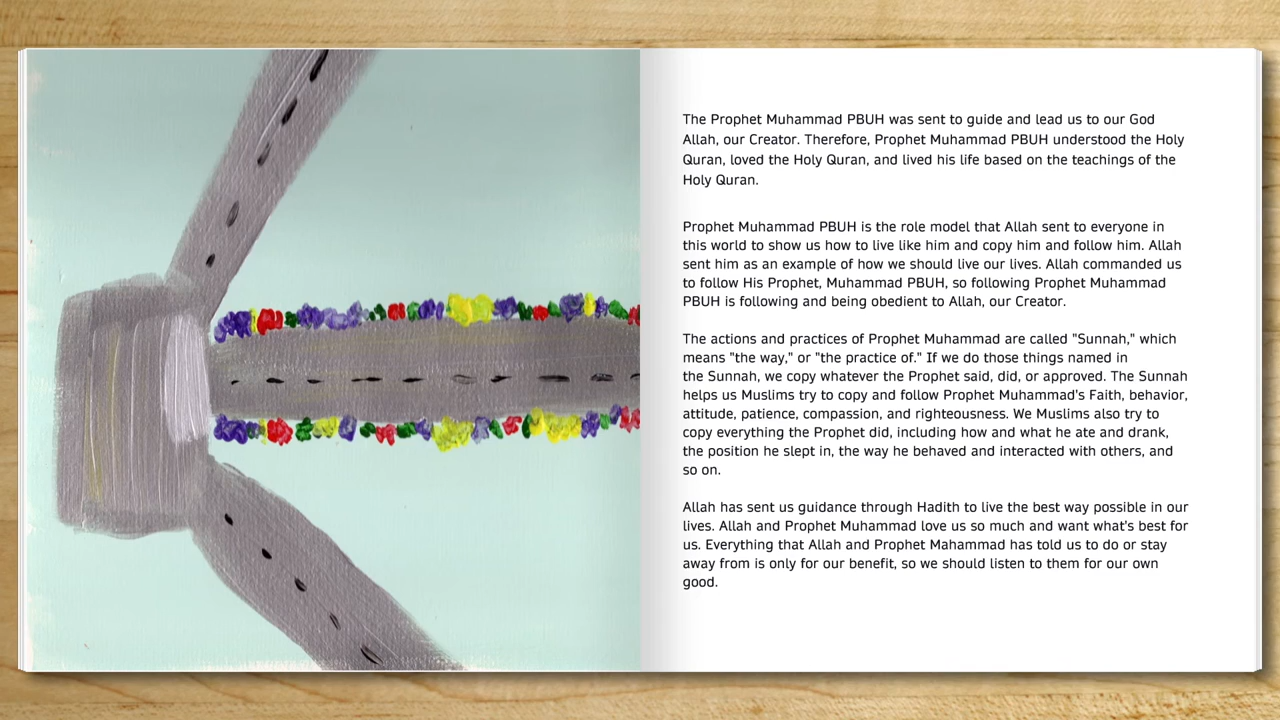 The Prophet Muhammad PBUH was sent to guide and lead us to our God
Allah, our Creator. Therefore, Prophet Muhammad PBUH understood the Holy
Quran, loved the Holy Quran, and lived his life based on the teachings of the
Holy Quran.
Prophet Muhammad PBUH is the role model that Allah sent to everyone in
this world to show us how to live like him and copy him and follow him. Allah
sent him as an example of how we should live our lives. Allah commanded us
to follow His Prophet, Muhammad PBUH, so following Prophet Muhammad
PBUH is following and being obedient to Allah, our Creator.
The actions and practices of Prophet Muhammad are called "Sunnah," which
means "the way," or "the practice of." If we do those things named in
the Sunnah, we copy whatever the Prophet said, did, or approved. The Sunnah
helps us Muslims try to copy and follow Prophet Muhammad's Faith, behavior,
attitude, patience, compassion, and righteousness. We Muslims also try to
copy everything the Prophet did, including how and what he ate and drank,
the position he slept in, the way he behaved and interacted with others, and
so on.
Allah has sent us guidance through Hadith to live the best way possible in our
lives. Allah and Prophet Muhammad love us so much and want what's best for
us. Everything that Allah and Prophet Mahammad has told us to do or stay
away from is only for our benefit, so we should listen to them for our own
good.